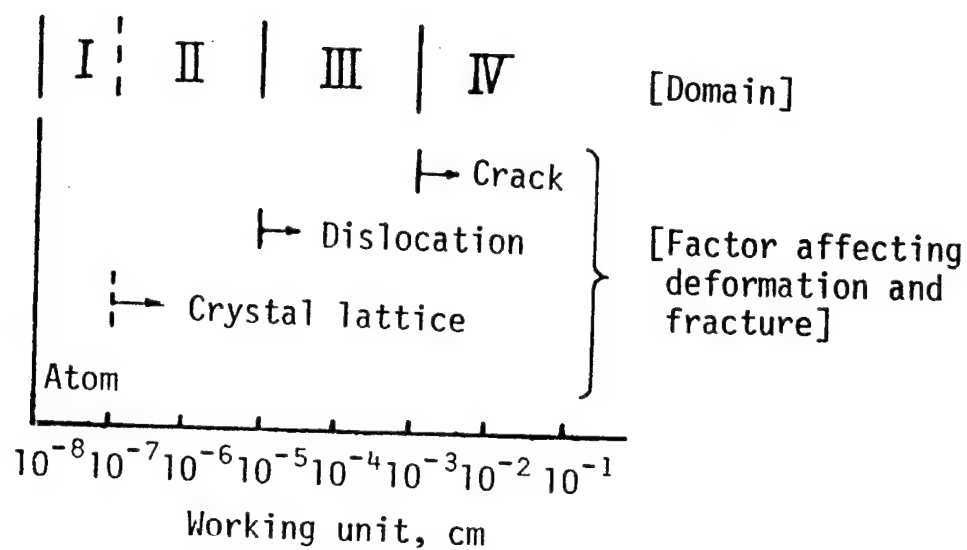 I II III IV [Domain]
Crack
Dislocation
Crystal lattice
Atom
[Factor affecting
deformation and
fracture]
10⁻⁸ 10⁻⁷ 10⁻⁶ 10⁻⁵ 10⁻⁴ 10⁻³ 10⁻² 10⁻¹
Working unit, cm